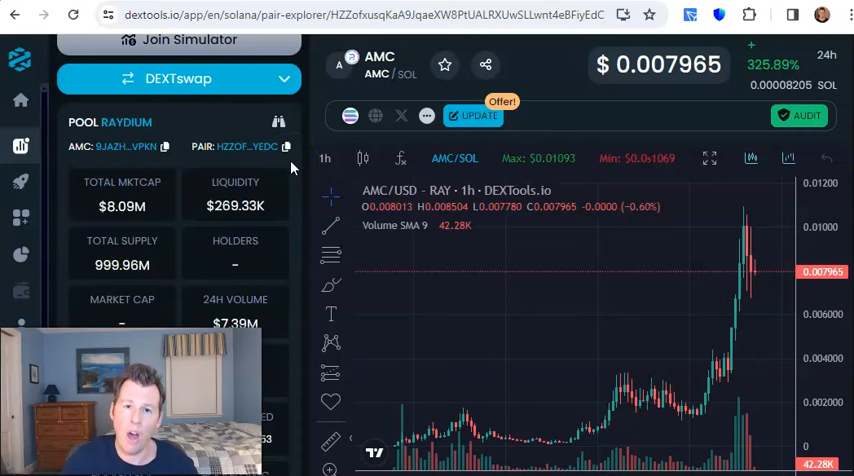 dextools.io/app/en/solana/pair-explorer/HZZofxusqKaA9JqaeXW8PtUALRXUwSLLwnt4eBFiyEdC
Join Simulator
DEXTswap
POOL RAYDIUM
AMC: 9JAZH...VPKN PAIR: HZZOF...YEDC
TOTAL MKTCAP
$8.09M
LIQUIDITY
$269.33K
TOTAL SUPPLY
999.96M
HOLDERS
-
MARKET CAP
-
24H VOLUME
$7.39M
ED
53
A
AMC
AMC/SOL
$ 0.007965
+
325.89%
24h
0.00008205 SOL
Offer!
UPDATE
AUDIT
1h
AMC/SOL Max: $0.01093 Min: $0.0s1069
AMC/USD - RAY · 1h · DEXTools.io
O0.008013 H0.008504 L0.007780 C0.007965 -0.0000 (-0.60%)
Volume SMA 9 42.28K
0.01200
0.01000
0.007965
0.006000
0.004000
0.002000
0
42.28K